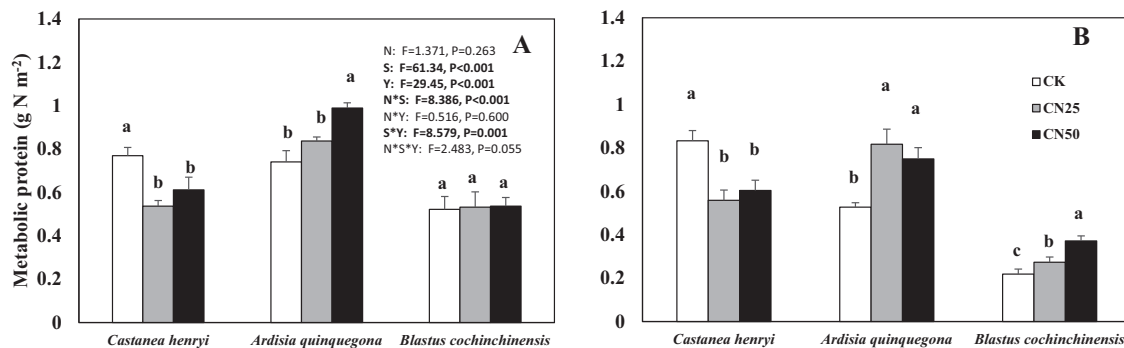 Metabolic protein (g N m-2)
1.4
1.2
1
0.8
0.6
0.4
0.2
0
A
N: F=1.371, P=0.263
S: F=61.34, P<0.001
Y: F=29.45, P<0.001
N*S: F=8.386, P<0.001
N*Y: F=0.516, P=0.600
S*Y: F=8.579, P=0.001
N*S*Y: F=2.483, P=0.055
a b b
b b a
a a a
Castanea henryi Ardisia quinquegona Blastus cochinchinensis
1.4
1.2
1
0.8
0.6
0.4
0.2
0
B
CK
CN25
CN50
a b b
b a a
c b a
Castanea henryi Ardisia quinquegona Blastus cochinchinensis